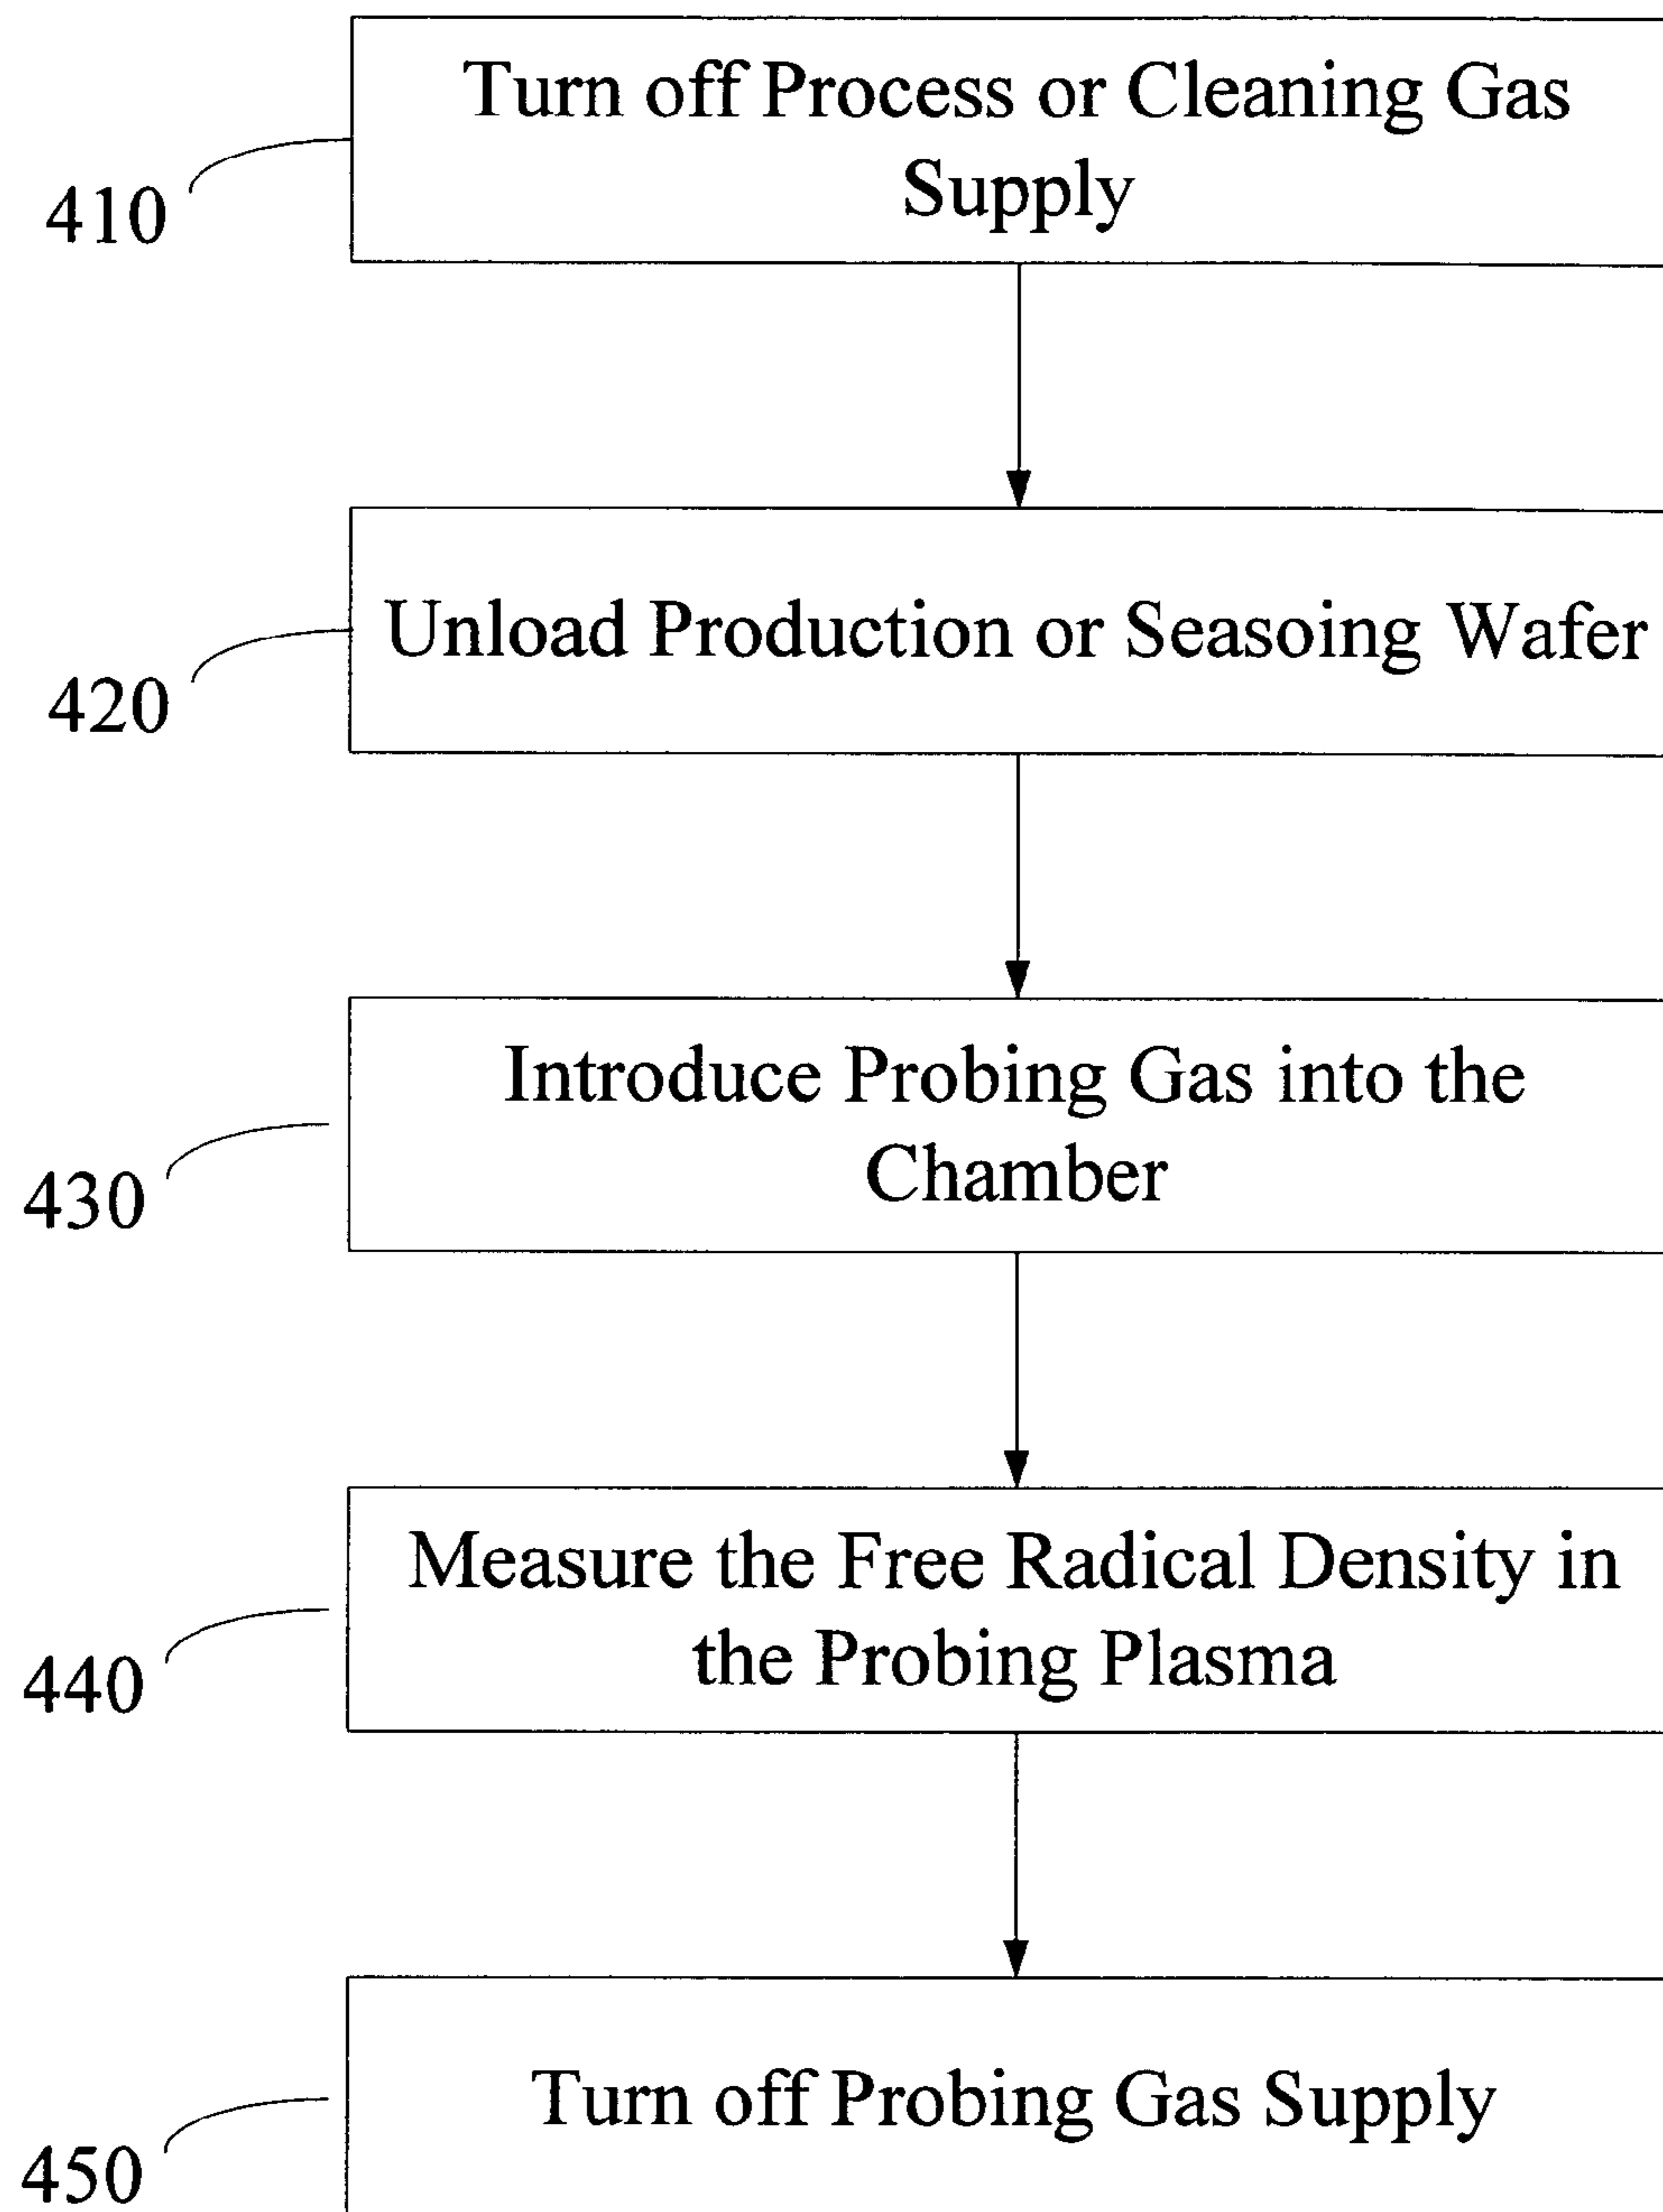 Turn off Process or Cleaning Gas
Supply
410
Unload Production or Seasoing Wafer
420
Introduce Probing Gas into the
Chamber
430
Measure the Free Radical Density in
the Probing Plasma
440
Turn off Probing Gas Supply
450